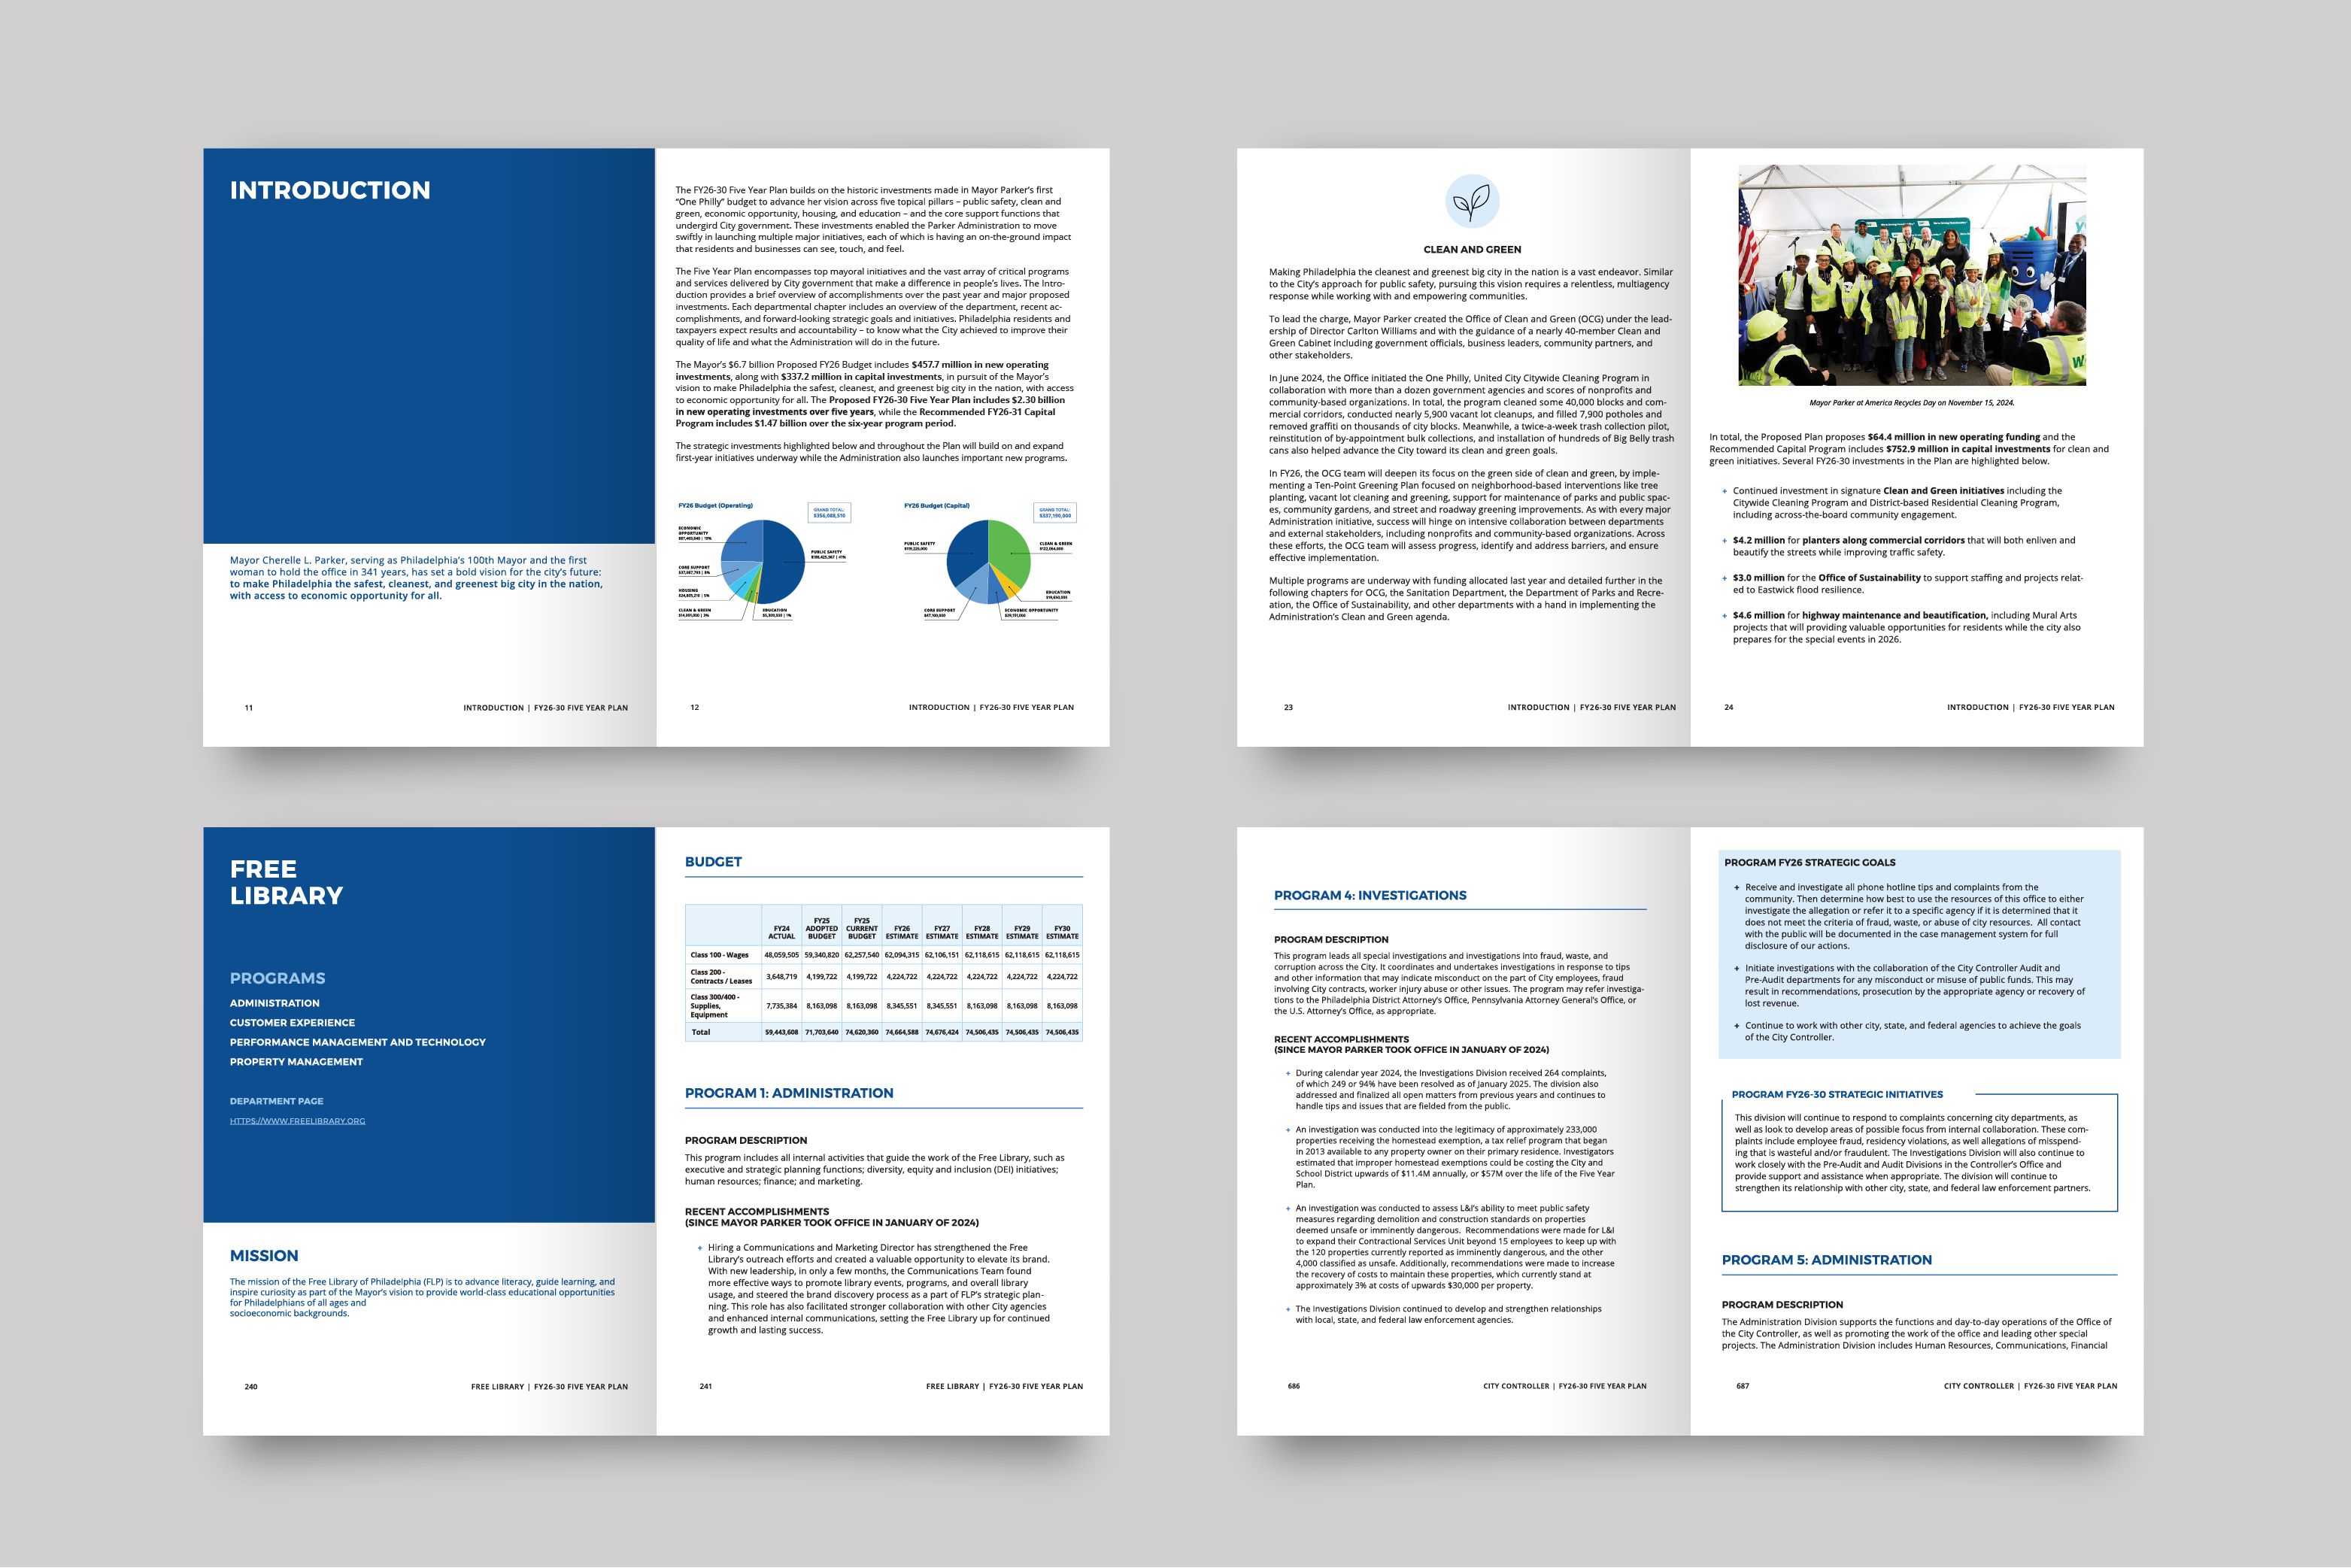 INTRODUCTION
Mayor Cherelle L. Parker, serving as Philadelphia's 100th Mayor and the first
woman to hold the office in 341 years, has set a bold vision for the city's future:
to make Philadelphia the safest, cleanest, and greenest big city in the nation,
with access to economic opportunity for all.
11
INTRODUCTION | FY26-30 FIVE YEAR PLAN
The FY26-30 Five Year Plan builds on the historic investments made in Mayor Parker's first
"One Philly" budget to advance her vision across five topical pillars – public safety, clean and
green, economic opportunity, housing, and education – and the core support functions that
undergird City government. These investments enabled the Parker Administration to move
swiftly in launching multiple major initiatives, each of which is having an on-the-ground impact
that residents and businesses can see, touch, and feel.
The Five Year Plan encompasses top mayoral initiatives and the vast array of critical programs
and services delivered by City government that make a difference in people's lives. The Intro-
duction provides a brief overview of accomplishments over the past year and major proposed
investments. Each departmental chapter includes an overview of the department, recent ac-
complishments, and forward-looking strategic goals and initiatives. Philadelphia residents and
taxpayers expect results and accountability – to know what the City achieved to improve their
quality of life and what the Administration will do in the future.
The Mayor's $6.7 billion Proposed FY26 Budget includes $457.7 million in new operating
investments, along with $337.2 million in capital investments, in pursuit of the Mayor's
vision to make Philadelphia the safest, cleanest, and greenest big city in the nation, with access
to economic opportunity for all. The Proposed FY26-30 Five Year Plan includes $2.30 billion
in new operating investments over five years, while the Recommended FY26-31 Capital
Program includes $1.47 billion over the six-year program period.
The strategic investments highlighted below and throughout the Plan will build on and expand
first-year initiatives underway while the Administration also launches important new programs.
FY26 Budget (Operating)
GRAND TOTAL:
ECONOMIC
OPPORTUNITY
PUBLIC SAFETY
CORE SUPPORT
HOUSING
CLEAN & GREEN
EDUCATION
FY26 Budget (Capital)
GRAND TOTAL:
PUBLIC SAFETY
CLEAN & GREEN
EDUCATION
CORE SUPPORT
ECONOMIC OPPORTUNITY
12
INTRODUCTION | FY26-30 FIVE YEAR PLAN
CLEAN AND GREEN
Making Philadelphia the cleanest and greenest big city in the nation is a vast endeavor. Similar
to the City's approach for public safety, pursuing this vision requires a relentless, multiagency
response while working with and empowering communities.
To lead the charge, Mayor Parker created the Office of Clean and Green (OCG) under the lead-
ership of Director Carlton Williams and with the guidance of a nearly 40-member Clean and
Green Cabinet including government officials, business leaders, community partners, and
other stakeholders.
In June 2024, the Office initiated the One Philly, United City Citywide Cleaning Program in
collaboration with more than a dozen government agencies and scores of nonprofits and
community-based organizations. In total, the program cleaned some 40,000 blocks and com-
mercial corridors, conducted nearly 5,900 vacant lot cleanups, and filled 7,900 potholes and
removed graffiti on thousands of city blocks. Meanwhile, a twice-a-week trash collection pilot,
reinstitution of by-appointment bulk collections, and installation of hundreds of Big Belly trash
cans also helped advance the City toward its clean and green goals.
In FY26, the OCG team will deepen its focus on the green side of clean and green, by imple-
menting a Ten-Point Greening Plan focused on neighborhood-based interventions like tree
planting, vacant lot cleaning and greening, support for maintenance of parks and public spac-
es, community gardens, and street and roadway greening improvements. As with every major
Administration initiative, success will hinge on intensive collaboration between departments
and external stakeholders, including nonprofits and community-based organizations. Across
these efforts, the OCG team will assess progress, identify and address barriers, and ensure
effective implementation.
Multiple programs are underway with funding allocated last year and detailed further in the
following chapters for OCG, the Sanitation Department, the Department of Parks and Recre-
ation, the Office of Sustainability, and other departments with a hand in implementing the
Administration's Clean and Green agenda.
23
INTRODUCTION | FY26-30 FIVE YEAR PLAN
Mayor Parker at America Recycles Day on November 15, 2024.
In total, the Proposed Plan proposes $64.4 million in new operating funding and the
Recommended Capital Program includes $752.9 million in capital investments for clean and
green initiatives. Several FY26-30 investments in the Plan are highlighted below.
+ Continued investment in signature Clean and Green initiatives including the
Citywide Cleaning Program and District-based Residential Cleaning Program,
including across-the-board community engagement.
+ $4.2 million for planters along commercial corridors that will both enliven and
beautify the streets while improving traffic safety.
+ $3.0 million for the Office of Sustainability to support staffing and projects relat-
ed to Eastwick flood resilience.
+ $4.6 million for highway maintenance and beautification, including Mural Arts
projects that will providing valuable opportunities for residents while the city also
prepares for the special events in 2026.
24
INTRODUCTION | FY26-30 FIVE YEAR PLAN
FREE
LIBRARY
PROGRAMS
ADMINISTRATION
CUSTOMER EXPERIENCE
PERFORMANCE MANAGEMENT AND TECHNOLOGY
PROPERTY MANAGEMENT
DEPARTMENT PAGE
HTTPS://WWW.FREELIBRARY.ORG
MISSION
The mission of the Free Library of Philadelphia (FLP) is to advance literacy, guide learning, and
inspire curiosity as part of the Mayor's vision to provide world-class educational opportunities
for Philadelphians of all ages and
socioeconomic backgrounds.
240
FREE LIBRARY | FY26-30 FIVE YEAR PLAN
BUDGET
FY24 ACTUAL FY25 ADOPTED BUDGET FY25 CURRENT BUDGET FY26 ESTIMATE FY27 ESTIMATE FY28 ESTIMATE FY29 ESTIMATE FY30 ESTIMATE
Class 100 - Wages 48,059,505 59,340,820 62,257,540 62,094,315 62,106,151 62,118,615 62,118,615 62,118,615
Class 200 - Contracts / Leases 3,648,719 4,199,722 4,199,722 4,224,722 4,224,722 4,224,722 4,224,722 4,224,722
Class 300/400 - Supplies, Equipment 7,735,384 8,163,098 8,163,098 8,345,551 8,345,551 8,163,098 8,163,098 8,163,098
Total 59,443,608 71,703,640 74,620,360 74,664,588 74,676,424 74,506,435 74,506,435 74,506,435
PROGRAM 1: ADMINISTRATION
PROGRAM DESCRIPTION
This program includes all internal activities that guide the work of the Free Library, such as
executive and strategic planning functions; diversity, equity and inclusion (DEI) initiatives;
human resources; finance; and marketing.
RECENT ACCOMPLISHMENTS
(SINCE MAYOR PARKER TOOK OFFICE IN JANUARY OF 2024)
+ Hiring a Communications and Marketing Director has strengthened the Free
Library's outreach efforts and created a valuable opportunity to elevate its brand.
With new leadership, in only a few months, the Communications Team found
more effective ways to promote library events, programs, and overall library
usage, and steered the brand discovery process as a part of FLP's strategic plan-
ning. This role has also facilitated stronger collaboration with other City agencies
and enhanced internal communications, setting the Free Library up for continued
growth and lasting success.
241
FREE LIBRARY | FY26-30 FIVE YEAR PLAN
PROGRAM 4: INVESTIGATIONS
PROGRAM DESCRIPTION
This program leads all special investigations and investigations into fraud, waste, and
corruption across the City. It coordinates and undertakes investigations in response to tips
and other information that may indicate misconduct on the part of City employees, fraud
involving City contracts, worker injury abuse or other issues. The program may refer investiga-
tions to the Philadelphia District Attorney's Office, Pennsylvania Attorney General's Office, or
the U.S. Attorney's Office, as appropriate.
RECENT ACCOMPLISHMENTS
(SINCE MAYOR PARKER TOOK OFFICE IN JANUARY OF 2024)
+ During calendar year 2024, the Investigations Division received 264 complaints,
of which 249 or 94% have been resolved as of January 2025. The division also
addressed and finalized all open matters from previous years and continues to
handle tips and issues that are fielded from the public.
+ An investigation was conducted into the legitimacy of approximately 233,000
properties receiving the homestead exemption, a tax relief program that began
in 2013 available to any property owner on their primary residence. Investigators
estimated that improper homestead exemptions could be costing the City and
School District upwards of $11.4M annually, or $57M over the life of the Five Year
Plan.
+ An investigation was conducted to assess L&I's ability to meet public safety
measures regarding demolition and construction standards on properties
deemed unsafe or imminently dangerous. Recommendations were made for L&I
to expand their Contractional Services Unit beyond 15 employees to keep up with
the 120 properties currently reported as imminently dangerous, and the other
4,000 classified as unsafe. Additionally, recommendations were made to increase
the recovery of costs to maintain these properties, which currently stand at
approximately 3% at costs of upwards $30,000 per property.
+ The Investigations Division continued to develop and strengthen relationships
with local, state, and federal law enforcement agencies.
686
CITY CONTROLLER | FY26-30 FIVE YEAR PLAN
PROGRAM FY26 STRATEGIC GOALS
+ Receive and investigate all phone hotline tips and complaints from the
community. Then determine how best to use the resources of this office to either
investigate the allegation or refer it to a specific agency if it is determined that it
does not meet the criteria of fraud, waste, or abuse of city resources. All contact
with the public will be documented in the case management system for full
disclosure of our actions.
+ Initiate investigations with the collaboration of the City Controller Audit and
Pre-Audit departments for any misconduct or misuse of public funds. This may
result in recommendations, prosecution by the appropriate agency or recovery of
lost revenue.
+ Continue to work with other city, state, and federal agencies to achieve the goals
of the City Controller.
PROGRAM FY26-30 STRATEGIC INITIATIVES
This division will continue to respond to complaints concerning city departments, as
well as look to develop areas of possible focus from internal collaboration. These com-
plaints include employee fraud, residency violations, as well allegations of misspend-
ing that is wasteful and/or fraudulent. The Investigations Division will also continue to
work closely with the Pre-Audit and Audit Divisions in the Controller's Office and
provide support and assistance when appropriate. The division will continue to
strengthen its relationship with other city, state, and federal law enforcement partners.
PROGRAM 5: ADMINISTRATION
PROGRAM DESCRIPTION
The Administration Division supports the functions and day-to-day operations of the Office of
the City Controller, as well as promoting the work of the office and leading other special
projects. The Administration Division includes Human Resources, Communications, Financial
687
CITY CONTROLLER | FY26-30 FIVE YEAR PLAN